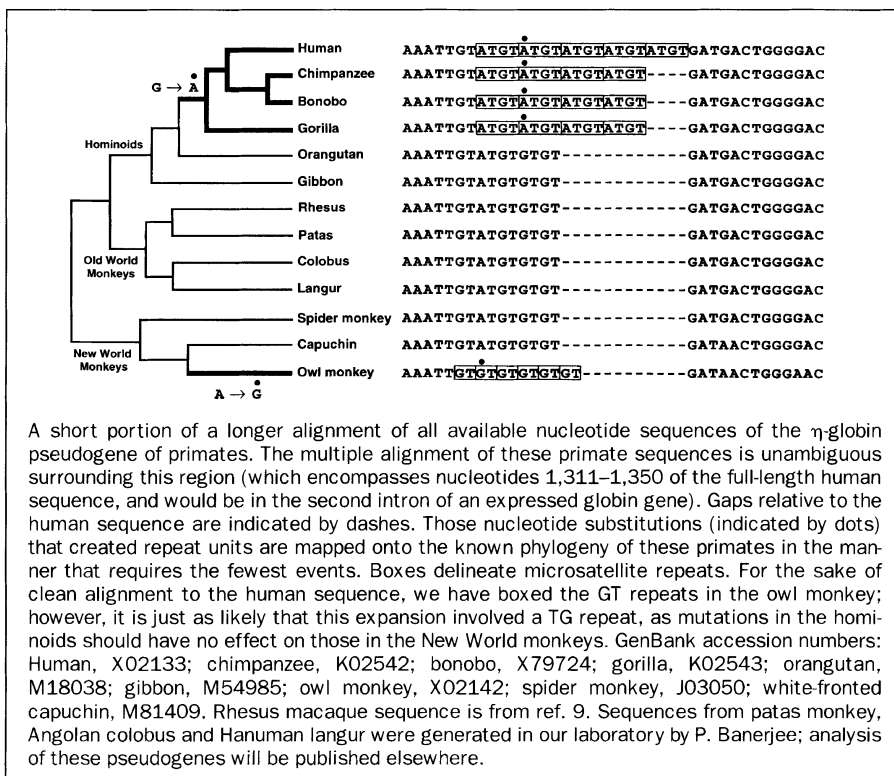 Human AAATTGTATGTATGTATGTATGTATGTGATGACTGGGGAC
Chimpanzee AAATTGTATGTATGTATGTATGT----GATGACTGGGGAC
G → A
Bonobo AAATTGTATGTATGTATGTATGT----GATGACTGGGGAC
Gorilla AAATTGTATGTATGTATGTATGT----GATGACTGGGGAC
Hominoids
Orangutan AAATTGTATGTGTGT------------GATGACTGGGGAC
Gibbon AAATTGTATGTGTGT------------GATGACTGGGGAC
Rhesus AAATTGTATGTGTGT------------GATGACTGGGGAC
Patas AAATTGTATGTGTGT------------GATGACTGGGGAC
Old World
Monkeys
Colobus AAATTGTATGTGTGT------------GATGACTGGGGAC
Langur AAATTGTATGTGTGT------------GATGACTGGGGAC
Spider monkey AAATTGTATGTGTGT------------GATGACTGGGGAC
New World
Monkeys
Capuchin AAATTGTATGTGTGT------------GATAACTGGGGAC
Owl monkey AAATTGTGTGTGTGTGT----------GATAACTGGGAAC
A → G
A short portion of a longer alignment of all available nucleotide sequences of the η-globin
pseudogene of primates. The multiple alignment of these primate sequences is unambiguous
surrounding this region (which encompasses nucleotides 1,311–1,350 of the full-length human
sequence, and would be in the second intron of an expressed globin gene). Gaps relative to the
human sequence are indicated by dashes. Those nucleotide substitutions (indicated by dots)
that created repeat units are mapped onto the known phylogeny of these primates in the man-
ner that requires the fewest events. Boxes delineate microsatellite repeats. For the sake of
clean alignment to the human sequence, we have boxed the GT repeats in the owl monkey;
however, it is just as likely that this expansion involved a TG repeat, as mutations in the homi-
noids should have no effect on those in the New World monkeys. GenBank accession numbers:
Human, X02133; chimpanzee, K02542; bonobo, X79724; gorilla, K02543; orangutan,
M18038; gibbon, M54985; owl monkey, X02142; spider monkey, J03050; white-fronted
capuchin, M81409. Rhesus macaque sequence is from ref. 9. Sequences from patas monkey,
Angolan colobus and Hanuman langur were generated in our laboratory by P. Banerjee; analysis
of these pseudogenes will be published elsewhere.